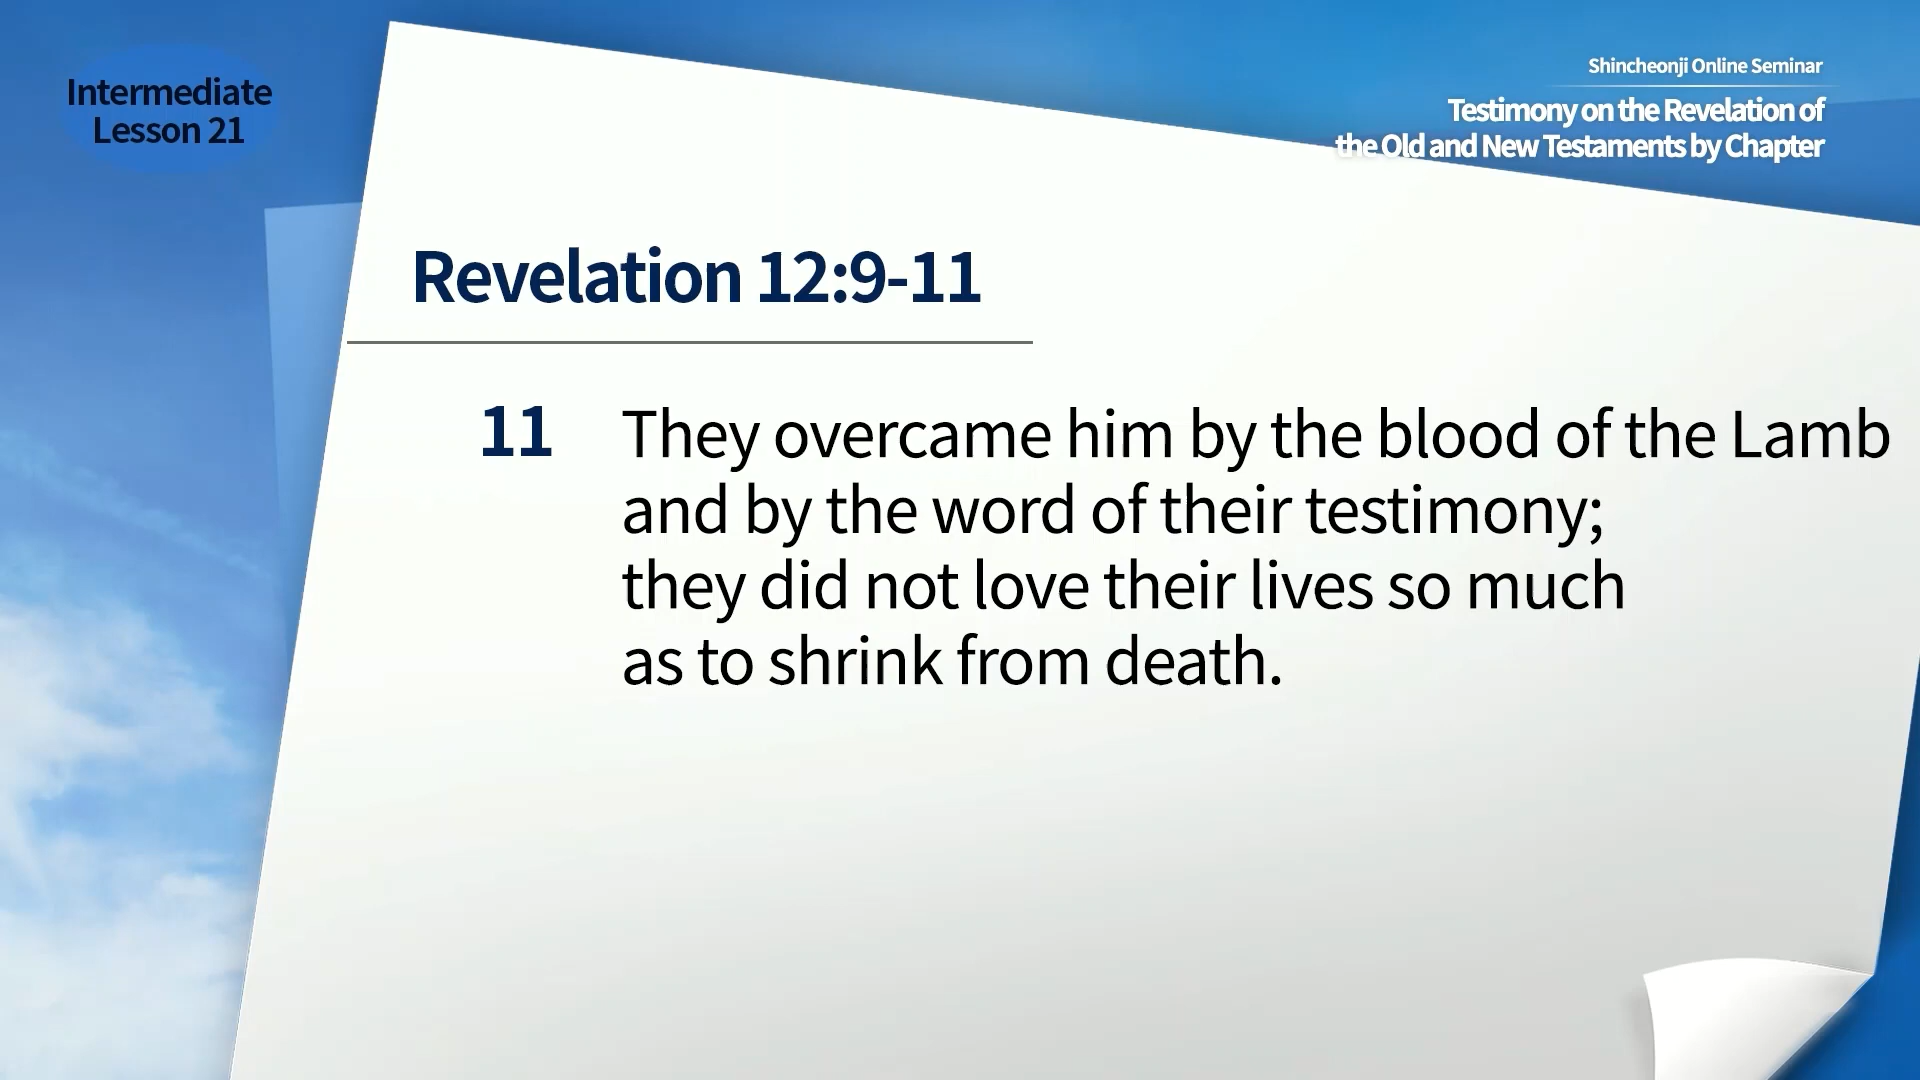 Intermediate
Lesson 21
Shincheonji Online Seminar
Testimony on the Revelation of
the Old and New Testaments by Chapter
Revelation 12:9-11
11 They overcame him by the blood of the Lamb
and by the word of their testimony;
they did not love their lives so much
as to shrink from death.